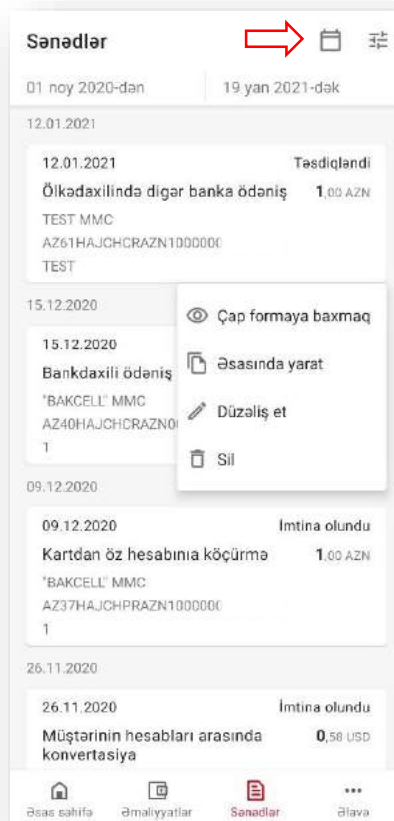 Sənədlər
01 noy 2020-dən
19 yan 2021-dək
12.01.2021
12.01.2021 Təsdiqləndi
Ölkədaxilində digər banka ödəniş 1,00 AZN
TEST MMC
AZ61HAJCHCRAZN1000000
TEST
15.12.2020
15.12.2020
Bankdaxili ödəniş
"BAKCELL" MMC
AZ40HAJCHCRAZN0
1
Çap formaya baxmaq
Əsasında yarat
Düzəliş et
Sil
09.12.2020
09.12.2020 İmtina olundu
Kartdan öz hesabınıa köçürmə 1,00 AZN
"BAKCELL" MMC
AZ37HAJCHPRAZN1000000
1
26.11.2020
26.11.2020 İmtina olundu
Müştərinin hesabları arasında 0,58 USD
konvertasiya
Əsas səhifə Əməliyyatlar Sənədlər Əlavə